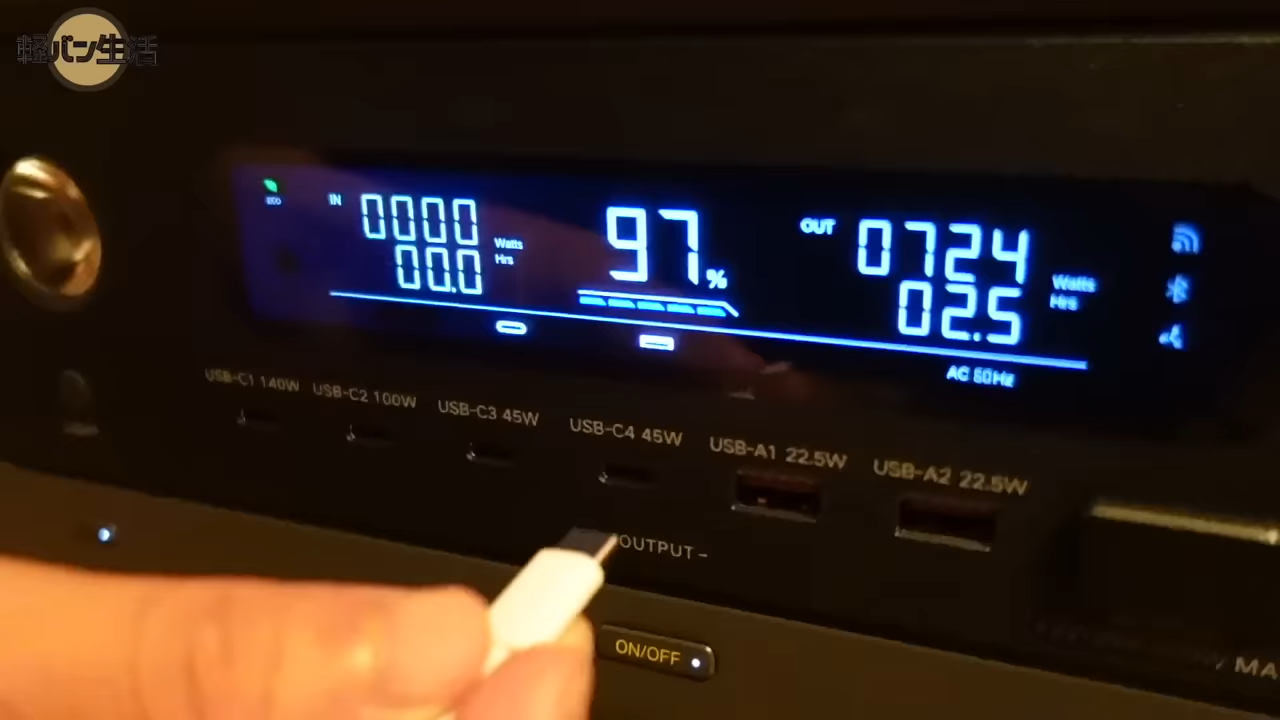 軽バン生活
ECO
IN 0000 Watts
00.0 Hrs
97%
OUT 0724 Watts
02.5 Hrs
AC 50Hz
USB-C1 140W
USB-C2 100W
USB-C3 45W
USB-C4 45W
USB-A1 22.5W
USB-A2 22.5W
OUTPUT -
ON/OFF
MA